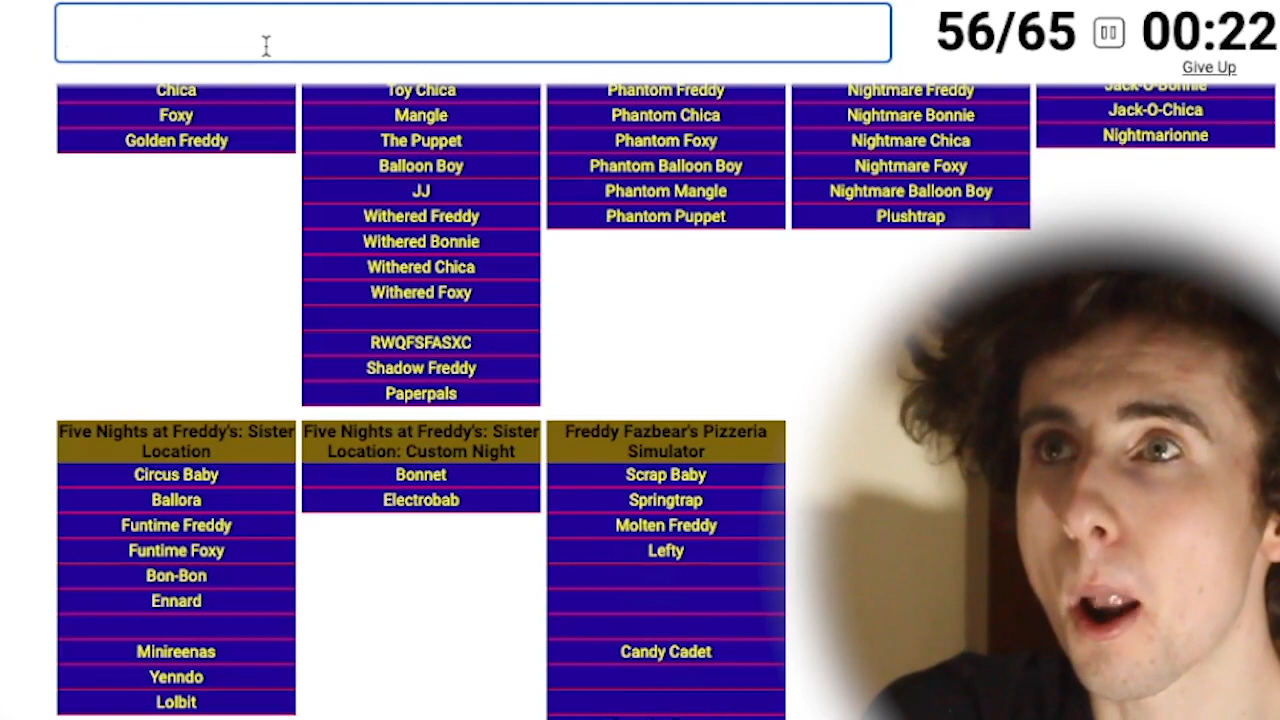 56/65
00:22
Give Up
Chica
Foxy
Golden Freddy
Toy Chica
Mangle
The Puppet
Balloon Boy
JJ
Withered Freddy
Withered Bonnie
Withered Chica
Withered Foxy
RWQFSFASXC
Shadow Freddy
Paperpals
Phantom Freddy
Phantom Chica
Phantom Foxy
Phantom Balloon Boy
Phantom Mangle
Phantom Puppet
Nightmare Freddy
Nightmare Bonnie
Nightmare Chica
Nightmare Foxy
Nightmare Balloon Boy
Plushtrap
Jack-O-Bonnie
Jack-O-Chica
Nightmarionne
Five Nights at Freddy's: Sister
Location
Circus Baby
Ballora
Funtime Freddy
Funtime Foxy
Bon-Bon
Ennard
Minireenas
Yenndo
Lolbit
Five Nights at Freddy's: Sister
Location: Custom Night
Bonnet
Electrobab
Freddy Fazbear's Pizzeria
Simulator
Scrap Baby
Springtrap
Molten Freddy
Lefty
Candy Cadet